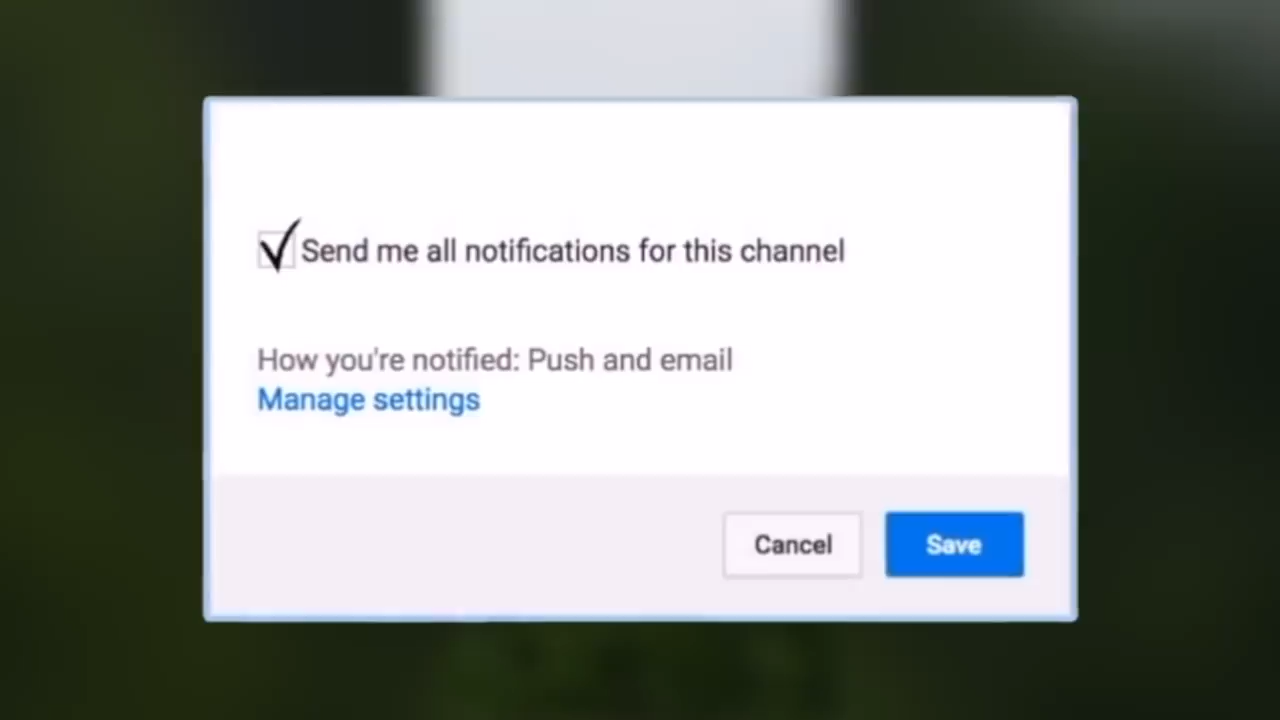 Send me all notifications for this channel
How you're notified: Push and email
Manage settings
Cancel
Save